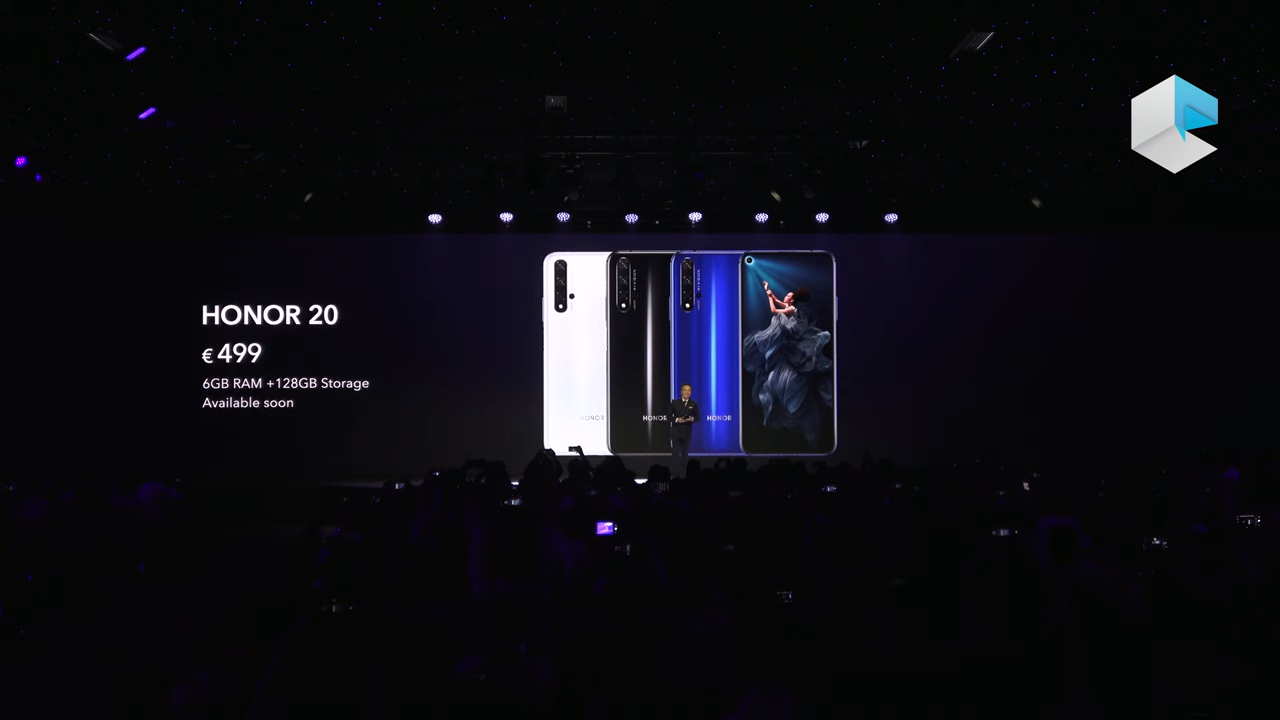 HONOR 20
€ 499
6GB RAM +128GB Storage
Available soon
HONOR
HONOR
HONOR